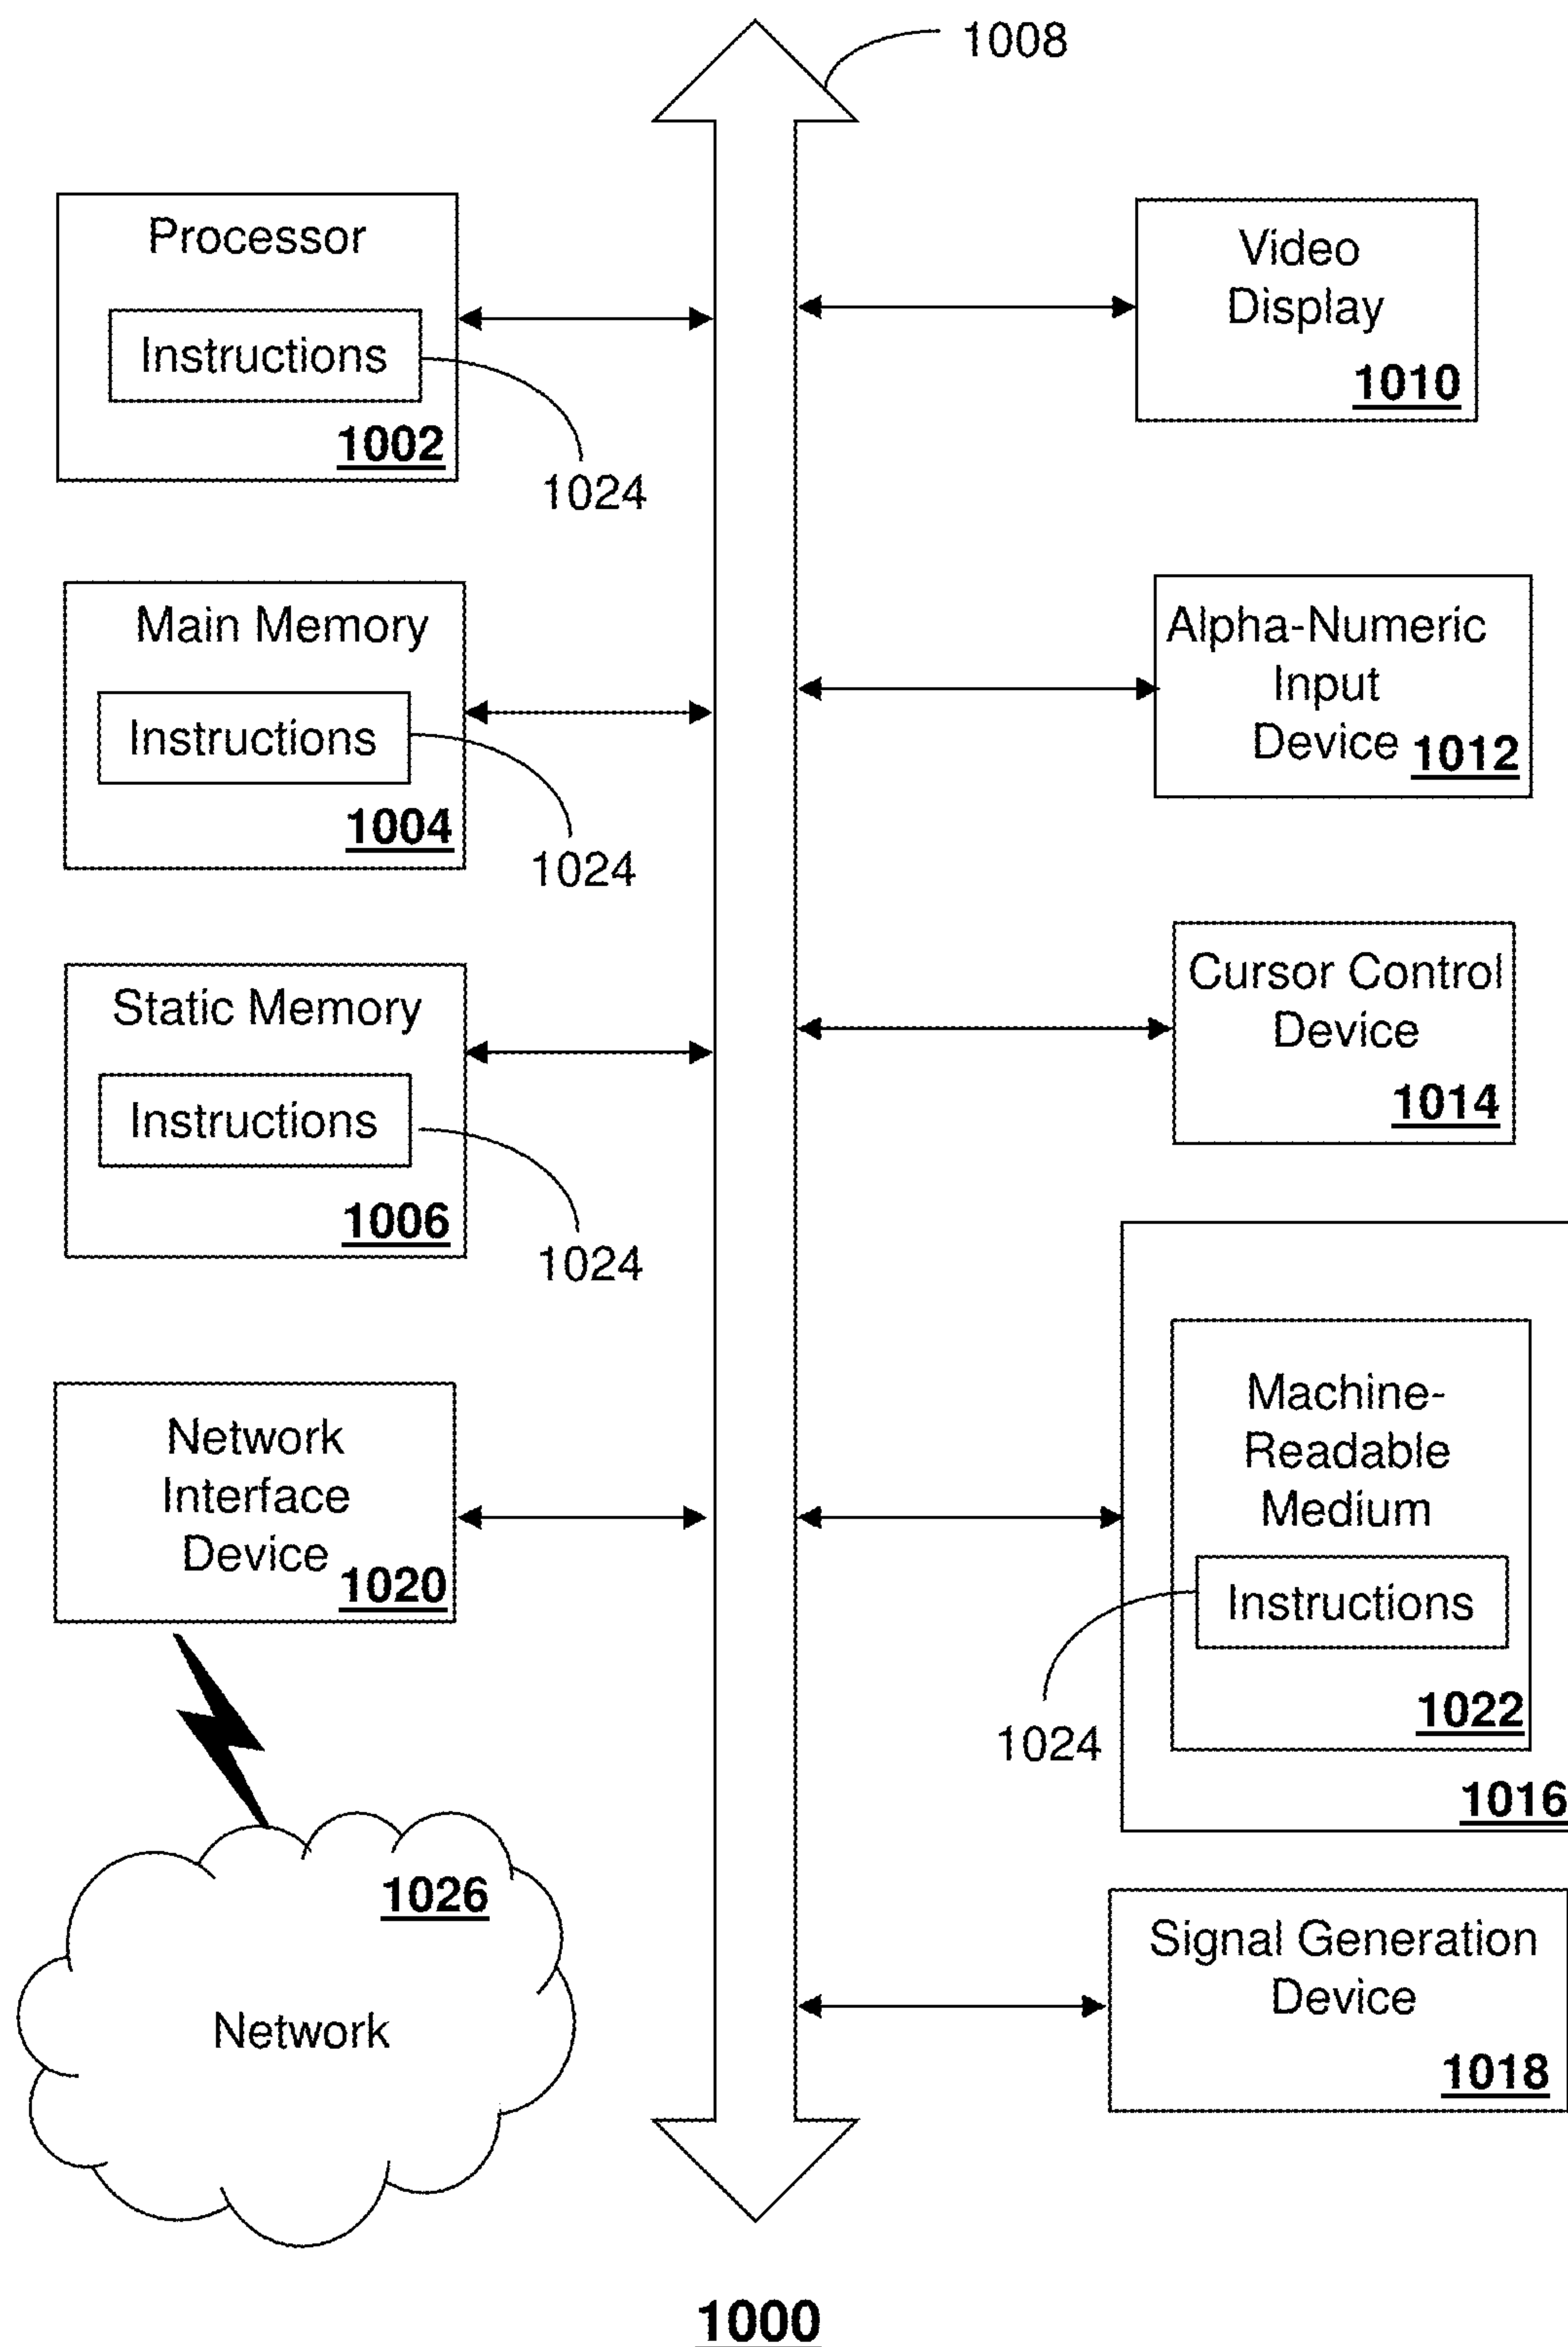 1008
Processor
Instructions
1002
1024
Main Memory
Instructions
1004
1024
Static Memory
Instructions
1006
1024
Network
Interface
Device
1020
1026
Network
Video
Display
1010
Alpha-Numeric
Input
Device 1012
Cursor Control
Device
1014
Machine-
Readable
Medium
Instructions
1022
1024
1016
Signal Generation
Device
1018
1000